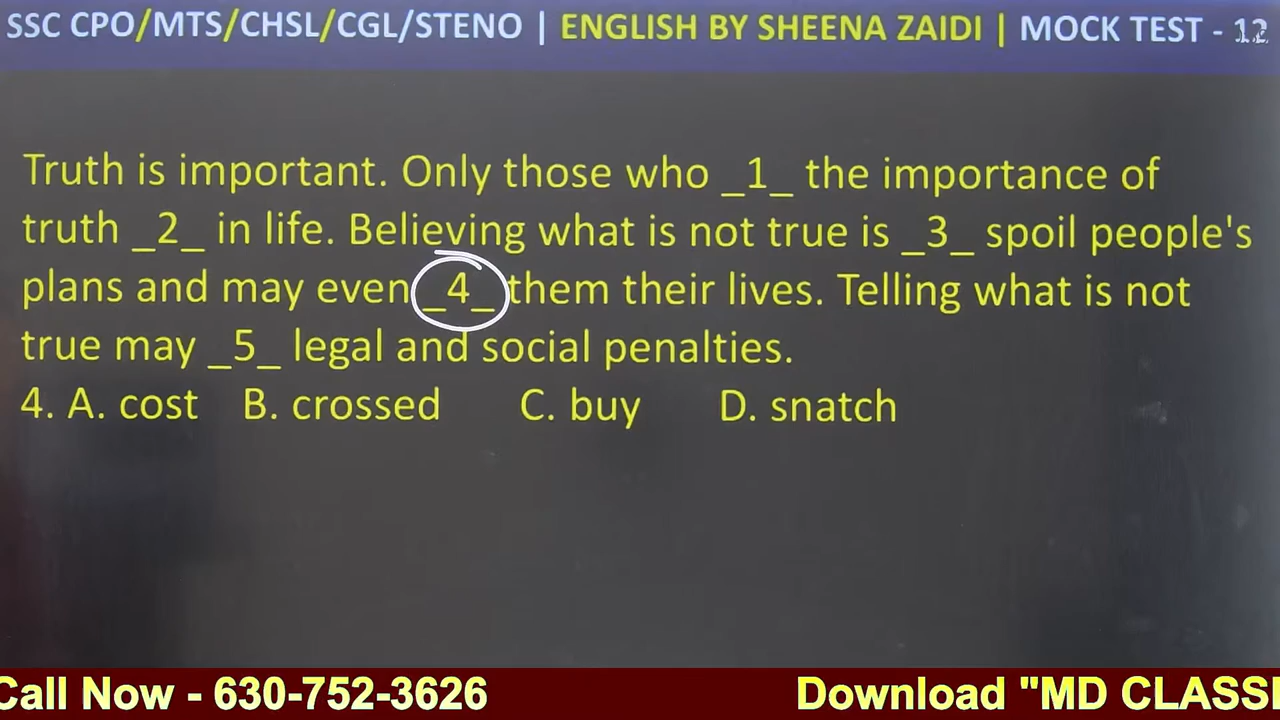 SSC CPO/MTS/CHSL/CGL/STENO | ENGLISH BY SHEENA ZAIDI | MOCK TEST - 12
Truth is important. Only those who _1_ the importance of
truth _2_ in life. Believing what is not true is _3_ spoil people's
plans and may even _4_ them their lives. Telling what is not
true may _5_ legal and social penalties.
4. A. cost B. crossed C. buy D. snatch
Call Now - 630-752-3626 Download "MD CLASSE